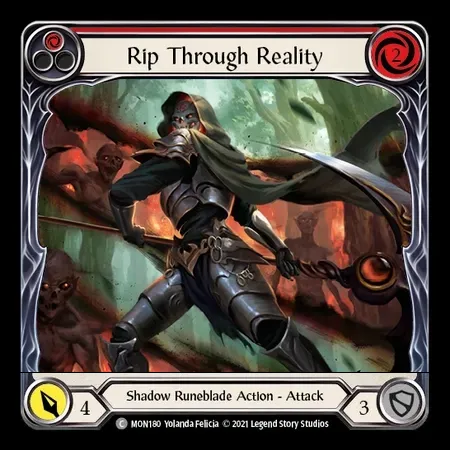 Rip Through Reality
2
4
Shadow Runeblade Action - Attack
3
C MON180 Yolanda Felicia © 2021 Legend Story Studios